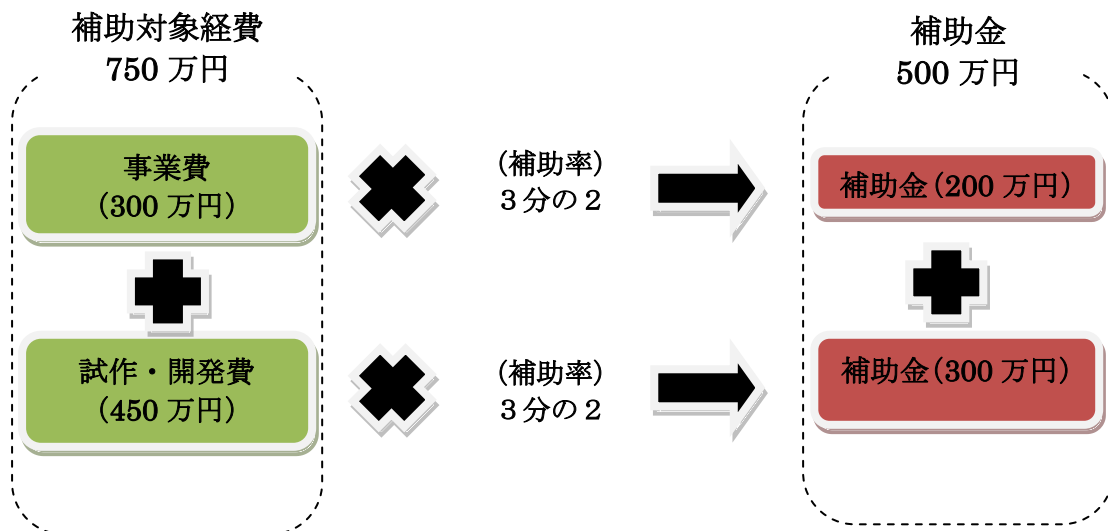 補助対象経費
750 万円
補助金
500 万円
事業費
(300 万円)
(補助率)
3分の2
補助金(200 万円)
試作・開発費
(450 万円)
(補助率)
3分の2
補助金(300 万円)